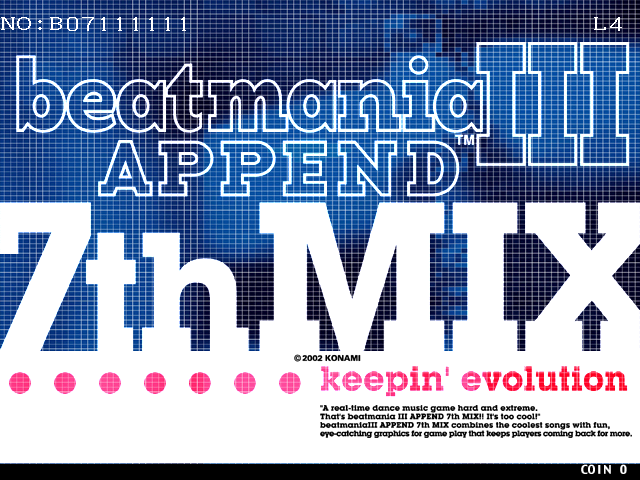 NO:B07111111
L4
beatmania III
APPEND
TM
7th MIX
©2002 KONAMI
keepin' evolution
"A real-time dance music game hard and extreme.
That's beatmania III APPEND 7th MIX!! It's too cool!"
beatmaniaIII APPEND 7th MIX combines the coolest songs with fun,
eye-catching graphics for game play that keeps players coming back for more.
COIN 0